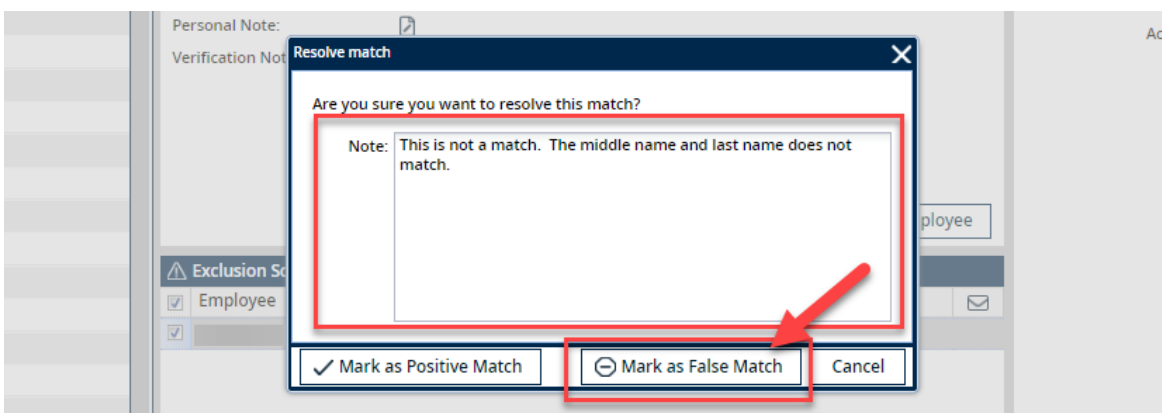 Personal Note:
Ac
Verification Not
Resolve match
Are you sure you want to resolve this match?
Note: This is not a match.  The middle name and last name does not
match.
ployee
Exclusion Sc
Employee
Mark as Positive Match
Mark as False Match
Cancel